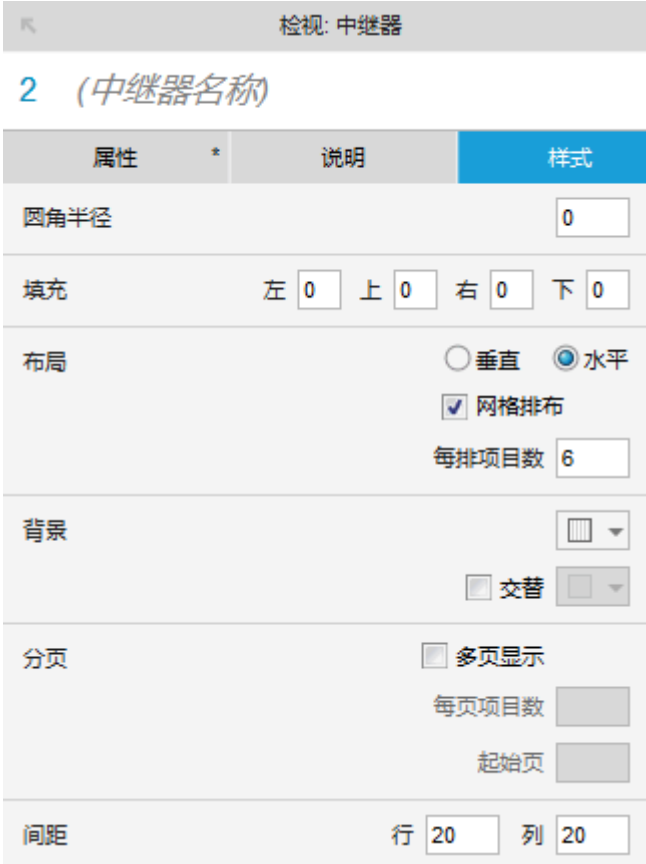 检视: 中继器
2 (中继器名称)
属性 * 说明 样式
圆角半径 0
填充 左 0 上 0 右 0 下 0
布局 垂直 水平
网格排布
每排项目数 6
背景
交替
分页 多页显示
每页项目数
起始页
间距 行 20 列 20